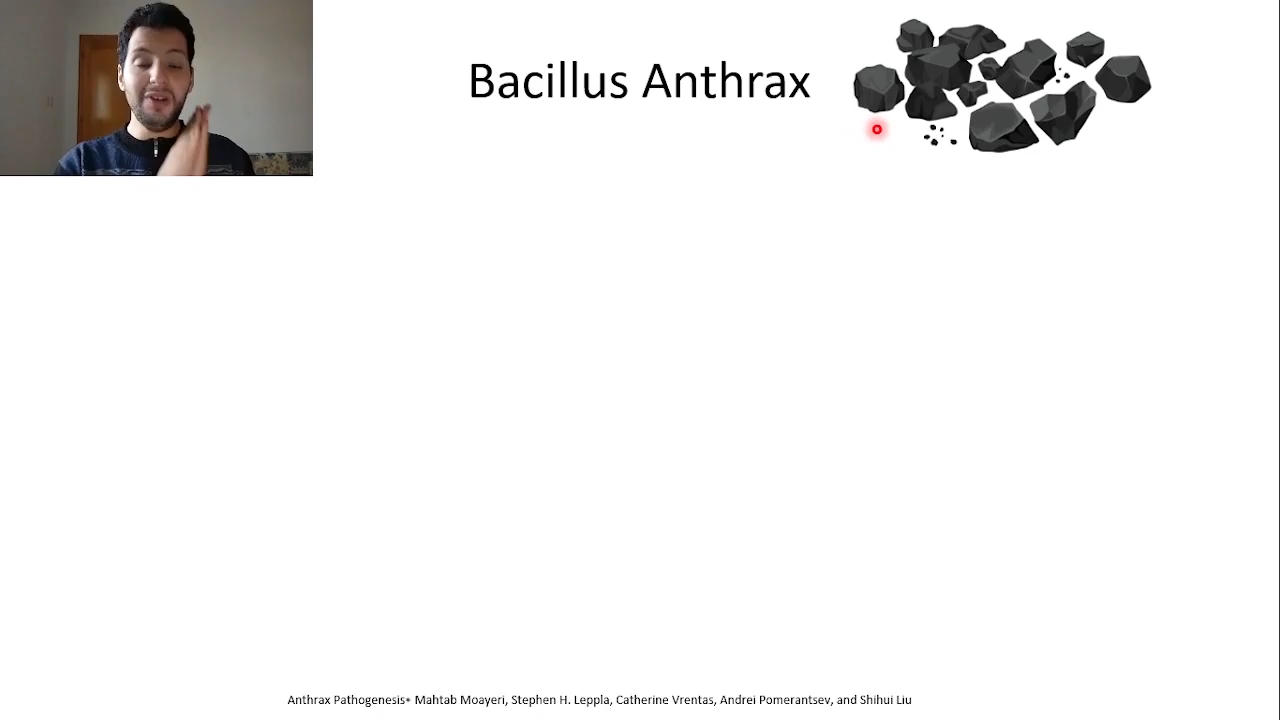 Bacillus Anthrax
Anthrax Pathogenesis* Mahtab Moayeri, Stephen H. Leppla, Catherine Vrentas, Andrei Pomerantsev, and Shihui Liu